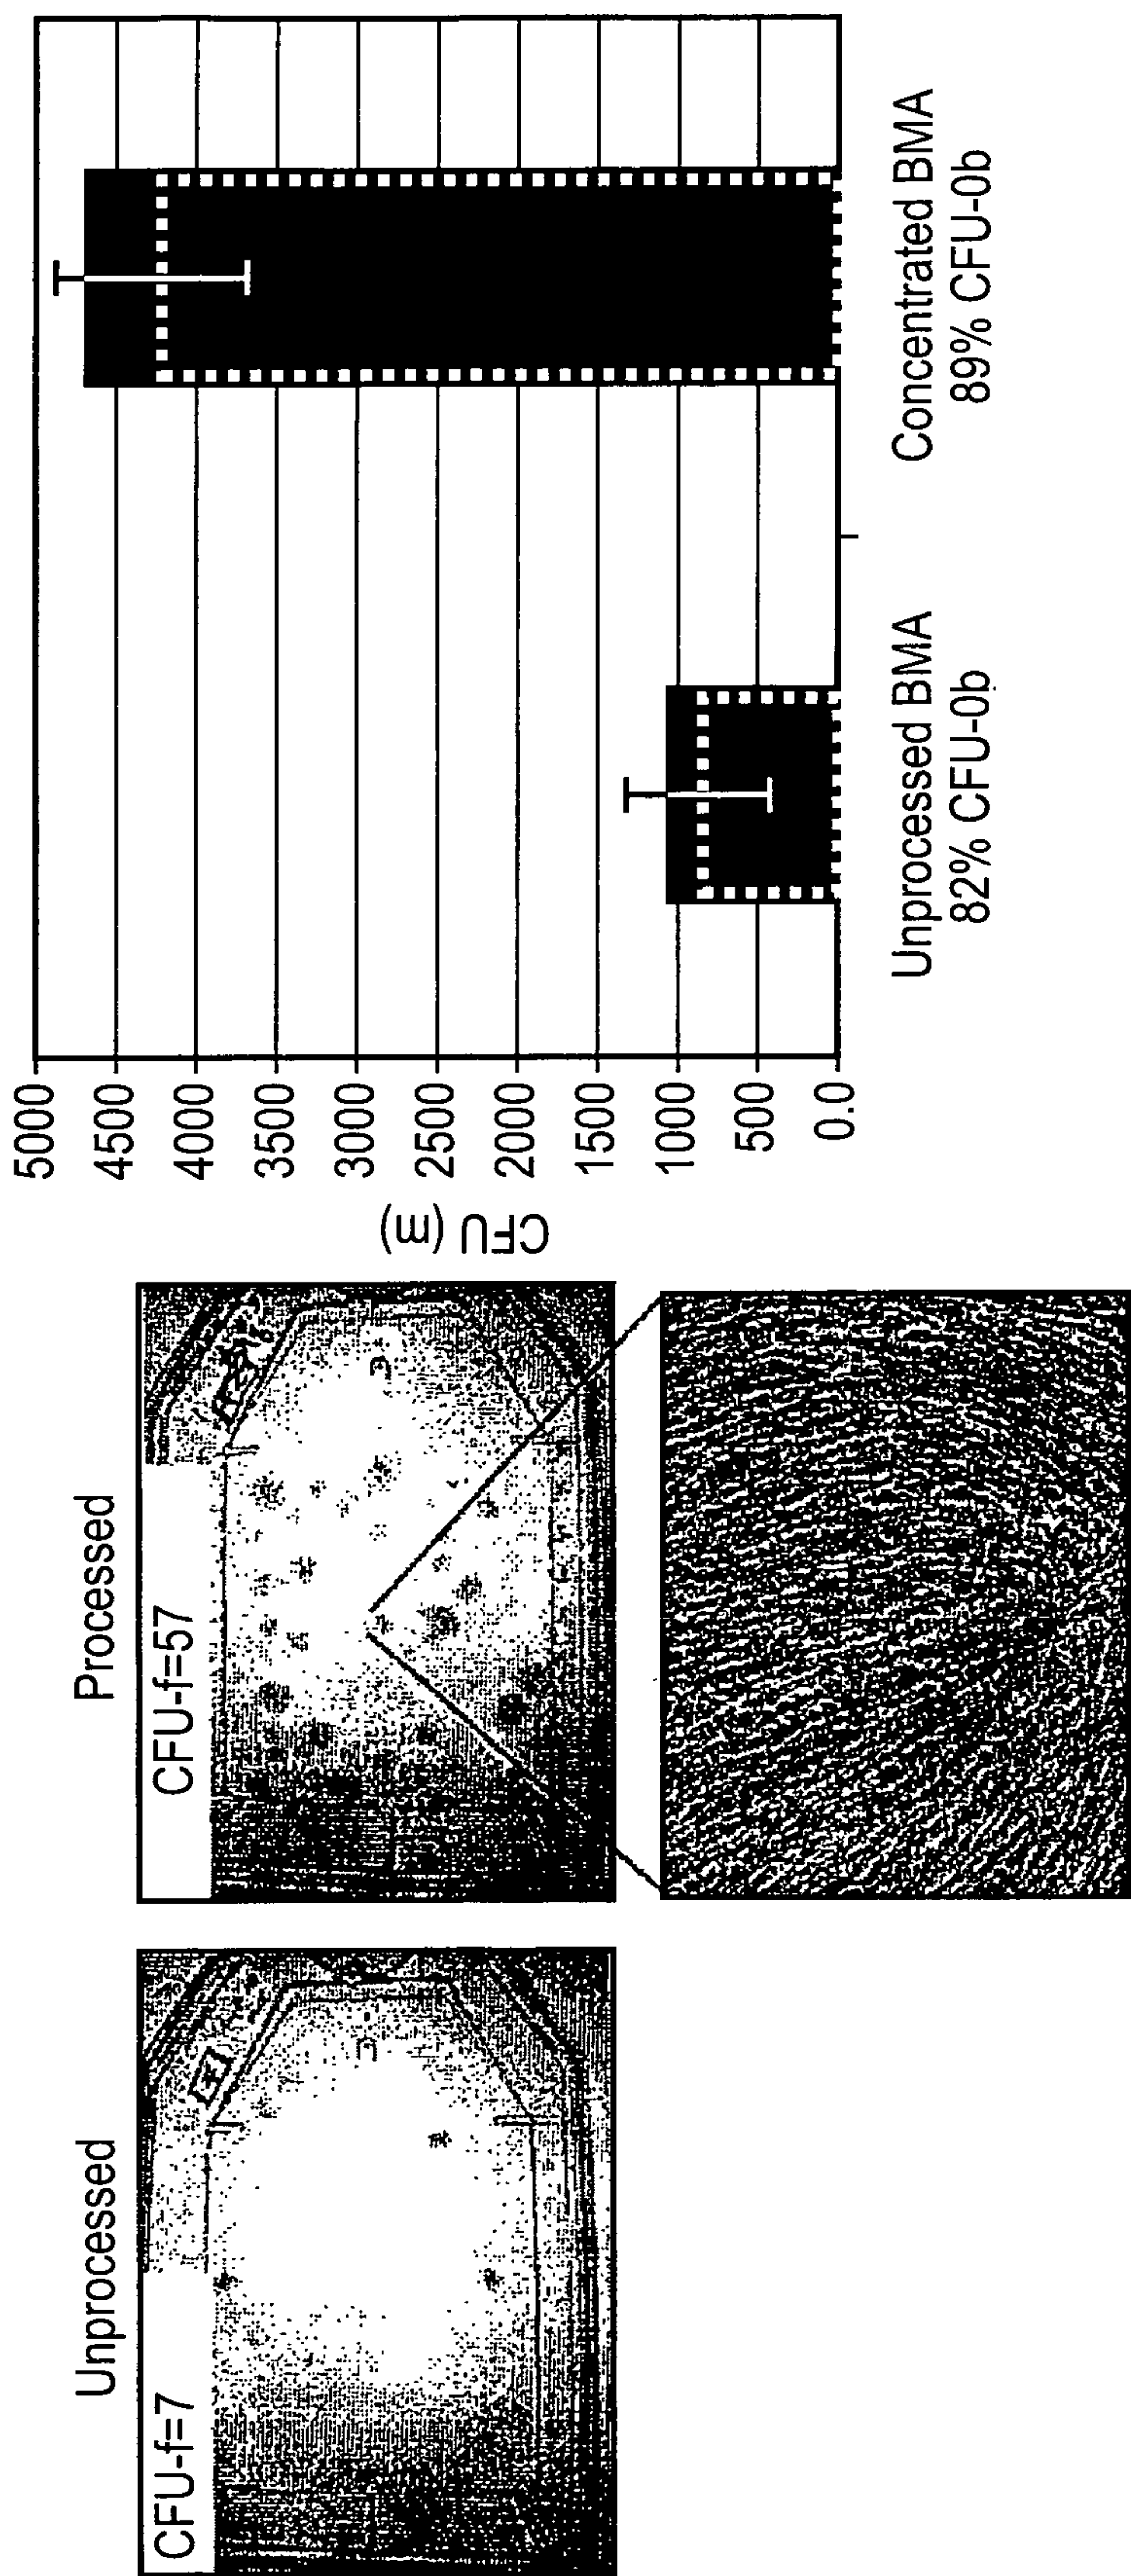 Unprocessed
CFU-f=7
Processed
CFU-f=57
CFU (m)
5000
4500
4000
3500
3000
2500
2000
1500
1000
500
0.0
Unprocessed BMA
82% CFU-0b
Concentrated BMA
89% CFU-0b